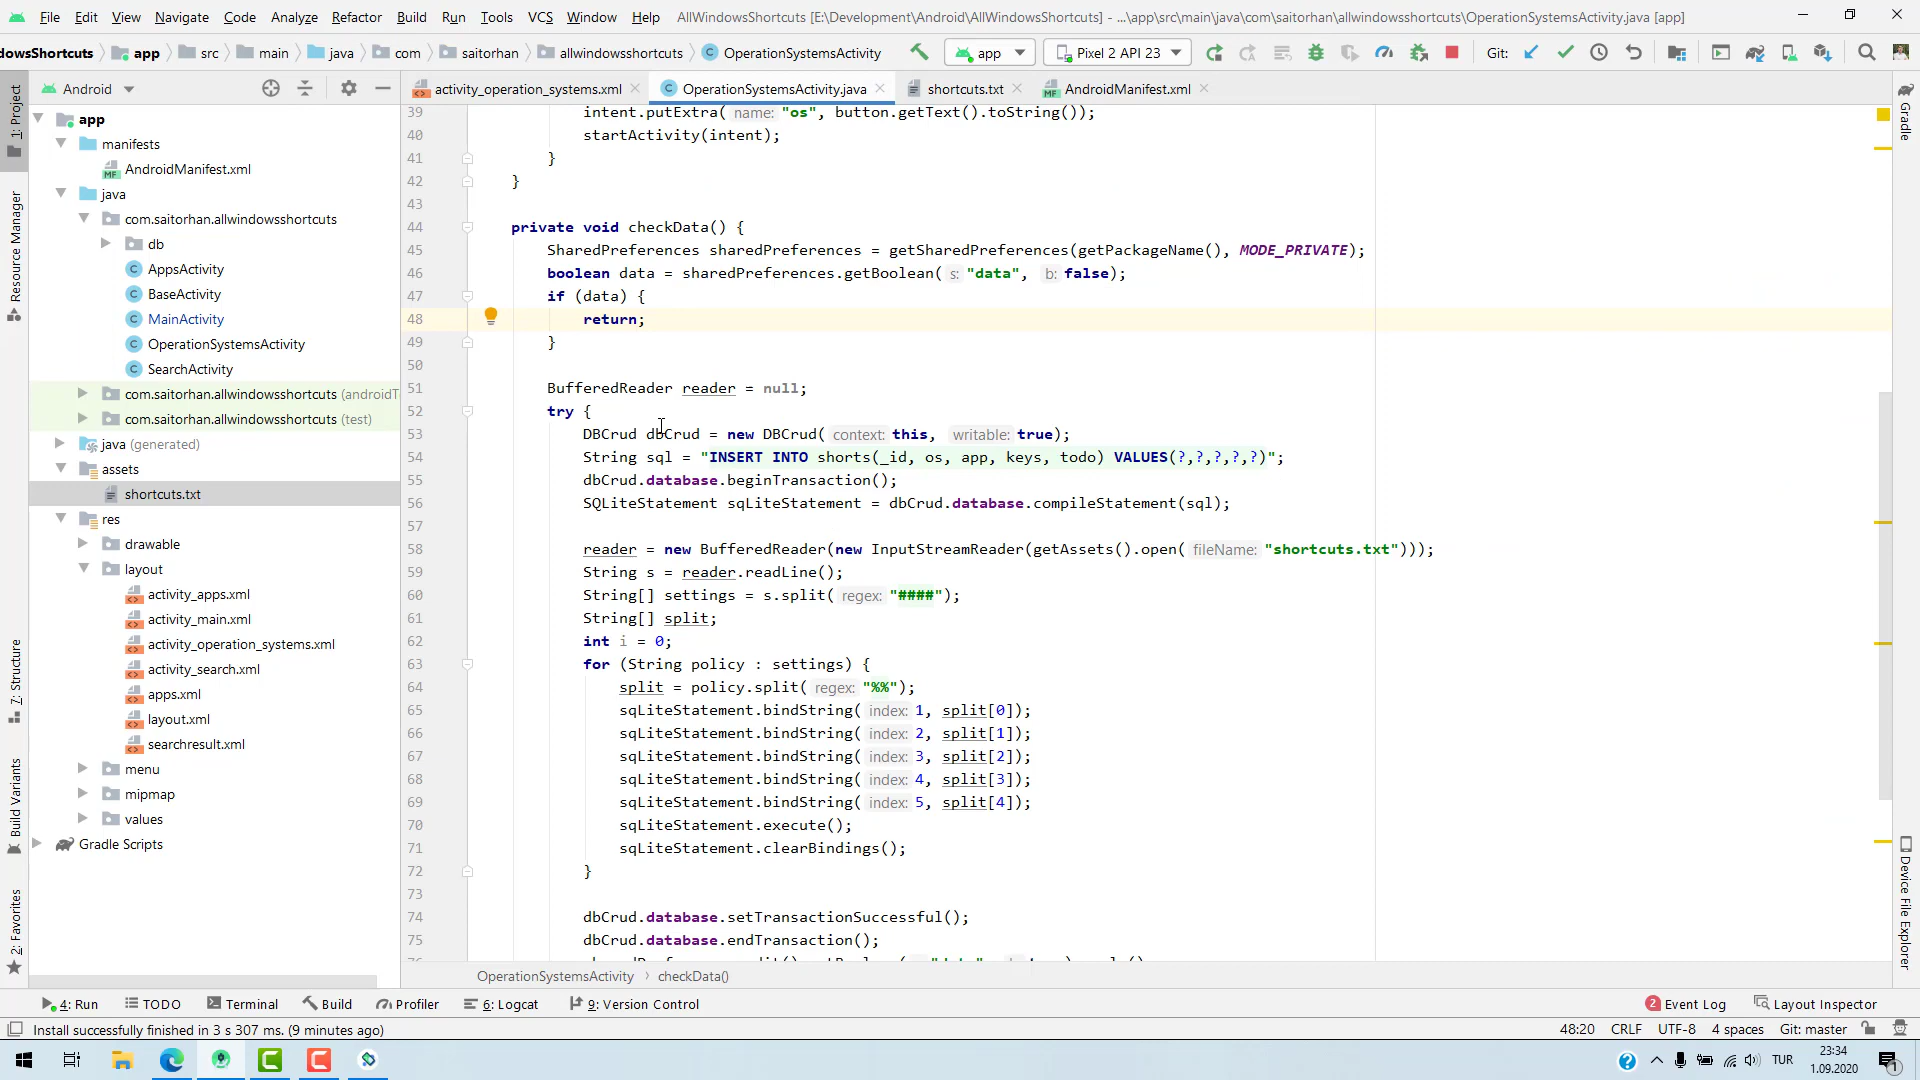 File Edit View Navigate Code Analyze Refactor Build Run Tools VCS Window Help AllWindowsShortcuts [E:\Development\Android\AllWindowsShortcuts] - ...\app\src\main\java\com\saitorhan\allwindowsshortcuts\OperationSystemsActivity.java [app]
dowsShortcuts app src main java com saitorhan allwindowsshortcuts OperationSystemsActivity app Pixel 2 API 23 Git:
Android activity_operation_systems.xml OperationSystemsActivity.java shortcuts.txt AndroidManifest.xml
1: Project
Resource Manager
7: Structure
Build Variants
2: Favorites
app
manifests
AndroidManifest.xml
java
com.saitorhan.allwindowsshortcuts
db
AppsActivity
BaseActivity
MainActivity
OperationSystemsActivity
SearchActivity
com.saitorhan.allwindowsshortcuts (androidT
com.saitorhan.allwindowsshortcuts (test)
java (generated)
assets
shortcuts.txt
res
drawable
layout
activity_apps.xml
activity_main.xml
activity_operation_systems.xml
activity_search.xml
apps.xml
layout.xml
searchresult.xml
menu
mipmap
values
Gradle Scripts
39 intent.putExtra( name: "os", button.getText().toString());
40 startActivity(intent);
41 }
42 }
43
44 private void checkData() {
45 SharedPreferences sharedPreferences = getSharedPreferences(getPackageName(), MODE_PRIVATE);
46 boolean data = sharedPreferences.getBoolean( s: "data", b: false);
47 if (data) {
48 return;
49 }
50
51 BufferedReader reader = null;
52 try {
53 DBCrud dbCrud = new DBCrud( context: this, writable: true);
54 String sql = "INSERT INTO shorts(_id, os, app, keys, todo) VALUES(?,?,?,?,?)";
55 dbCrud.database.beginTransaction();
56 SQLiteStatement sqLiteStatement = dbCrud.database.compileStatement(sql);
57
58 reader = new BufferedReader(new InputStreamReader(getAssets().open( fileName: "shortcuts.txt")));
59 String s = reader.readLine();
60 String[] settings = s.split( regex: "####");
61 String[] split;
62 int i = 0;
63 for (String policy : settings) {
64 split = policy.split( regex: "%%");
65 sqLiteStatement.bindString( index: 1, split[0]);
66 sqLiteStatement.bindString( index: 2, split[1]);
67 sqLiteStatement.bindString( index: 3, split[2]);
68 sqLiteStatement.bindString( index: 4, split[3]);
69 sqLiteStatement.bindString( index: 5, split[4]);
70 sqLiteStatement.execute();
71 sqLiteStatement.clearBindings();
72 }
73
74 dbCrud.database.setTransactionSuccessful();
75 dbCrud.database.endTransaction();
Gradle
Device File Explorer
OperationSystemsActivity › checkData()
4: Run TODO Terminal Build Profiler 6: Logcat 9: Version Control 2 Event Log Layout Inspector
Install successfully finished in 3 s 307 ms. (9 minutes ago) 48:20 CRLF UTF-8 4 spaces Git: master
TUR 23:34
1.09.2020 1